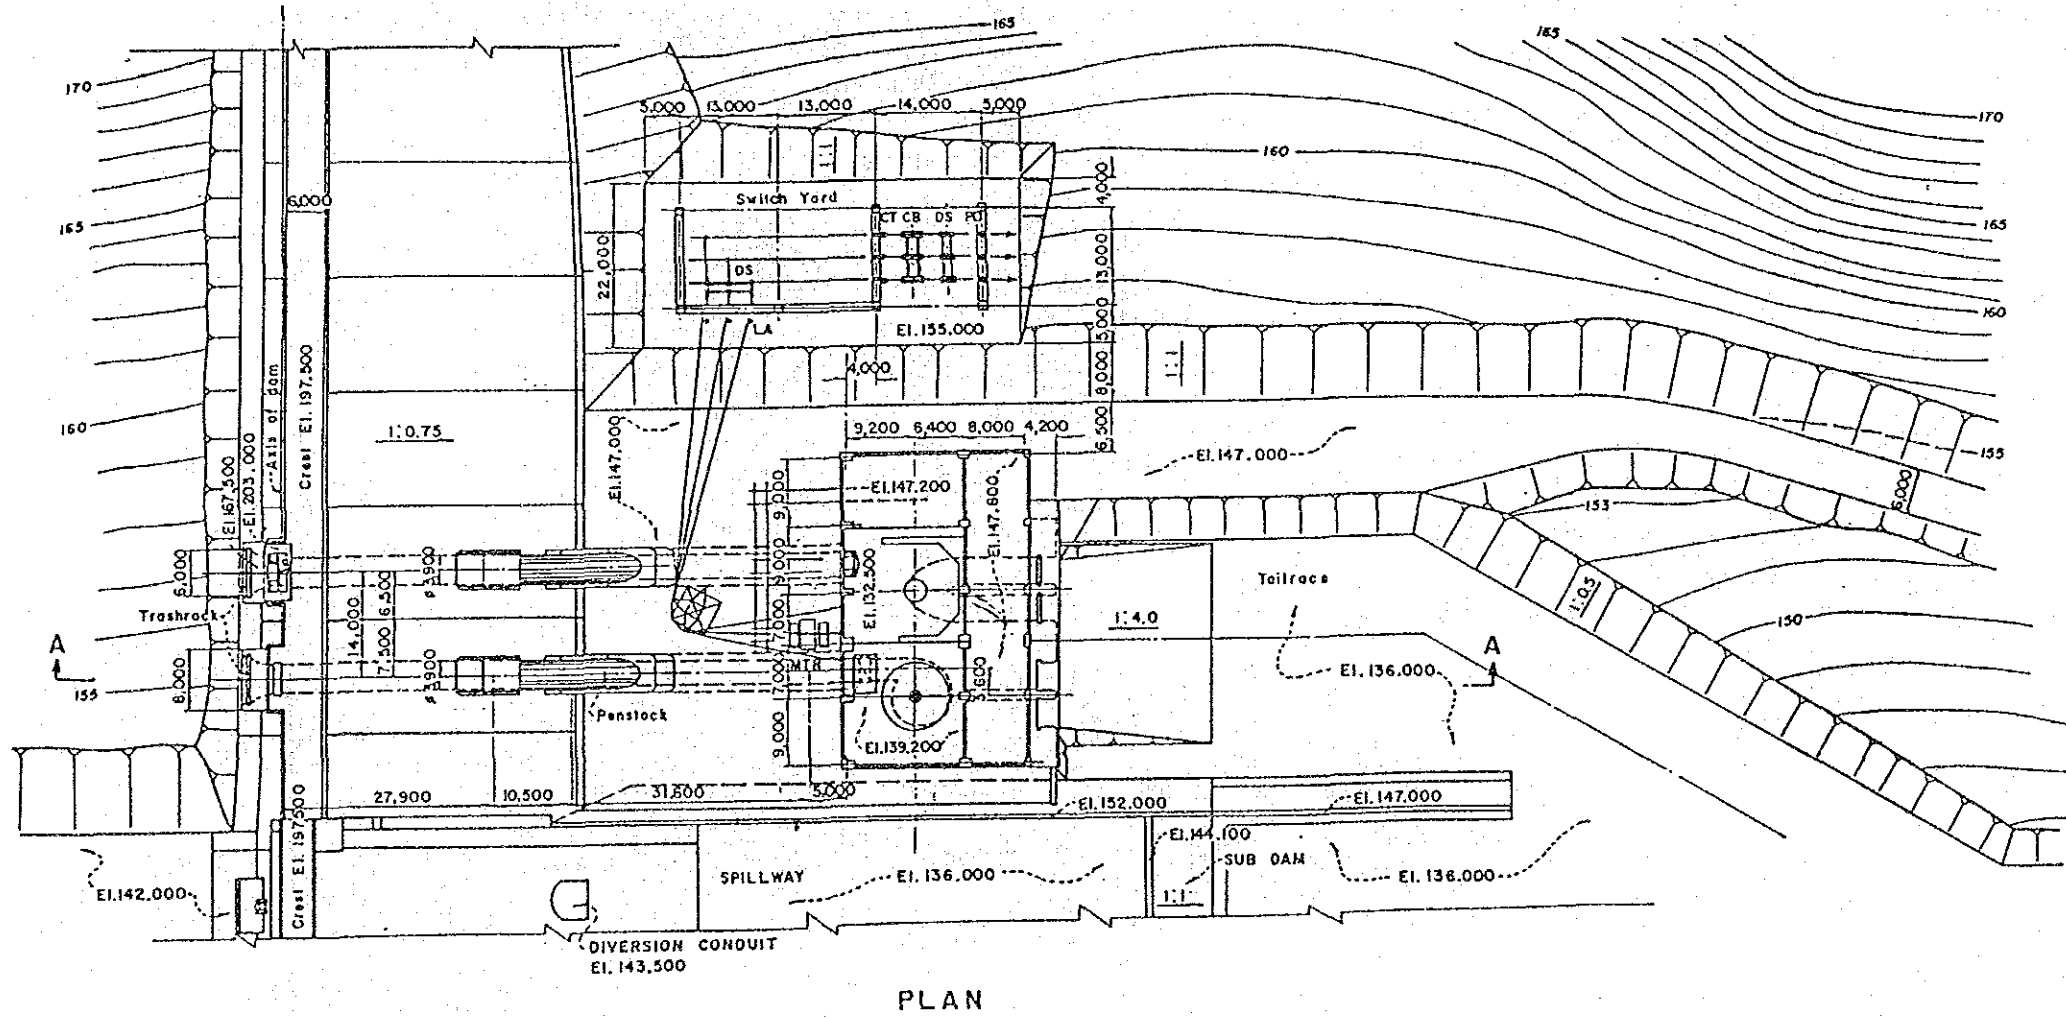 165
165
170
170
5,000 13,000 13,000 14,000 5,000
1:1
160
4,000
Switch Yard
6,000
CT CB DS
165
165
22,000
DS
13,000
LA
El.155.000
5,000
160
1:1
4,000
8,000
Axis of dam
Crest El.197.500
160
1:0.75
9,200 6,400 8,000 4,200
6,500
El.147.000
El.147.000
155
El.167.500
El.203.000
9,000
El.147.200
El.147.800
6,000
153
6,000
ø3,900
9,000
El.132.500
Tailrace
1:0.5
Trashrack
14,000
6,500
7,500
7,000
1:4.0
150
A
A
8,000
155
ø3,900
MTR
7,000
El.136.000
Penstock
9,000
El.139.200
27,900
10,500
31,600
5,000
El.152.000
El.147.000
Crest El.197.500
El.144.100
SUB DAM
SPILLWAY
El.136.000
El.136.000
El.142.000
1:1
DIVERSION CONDUIT
El.143,500
PLAN